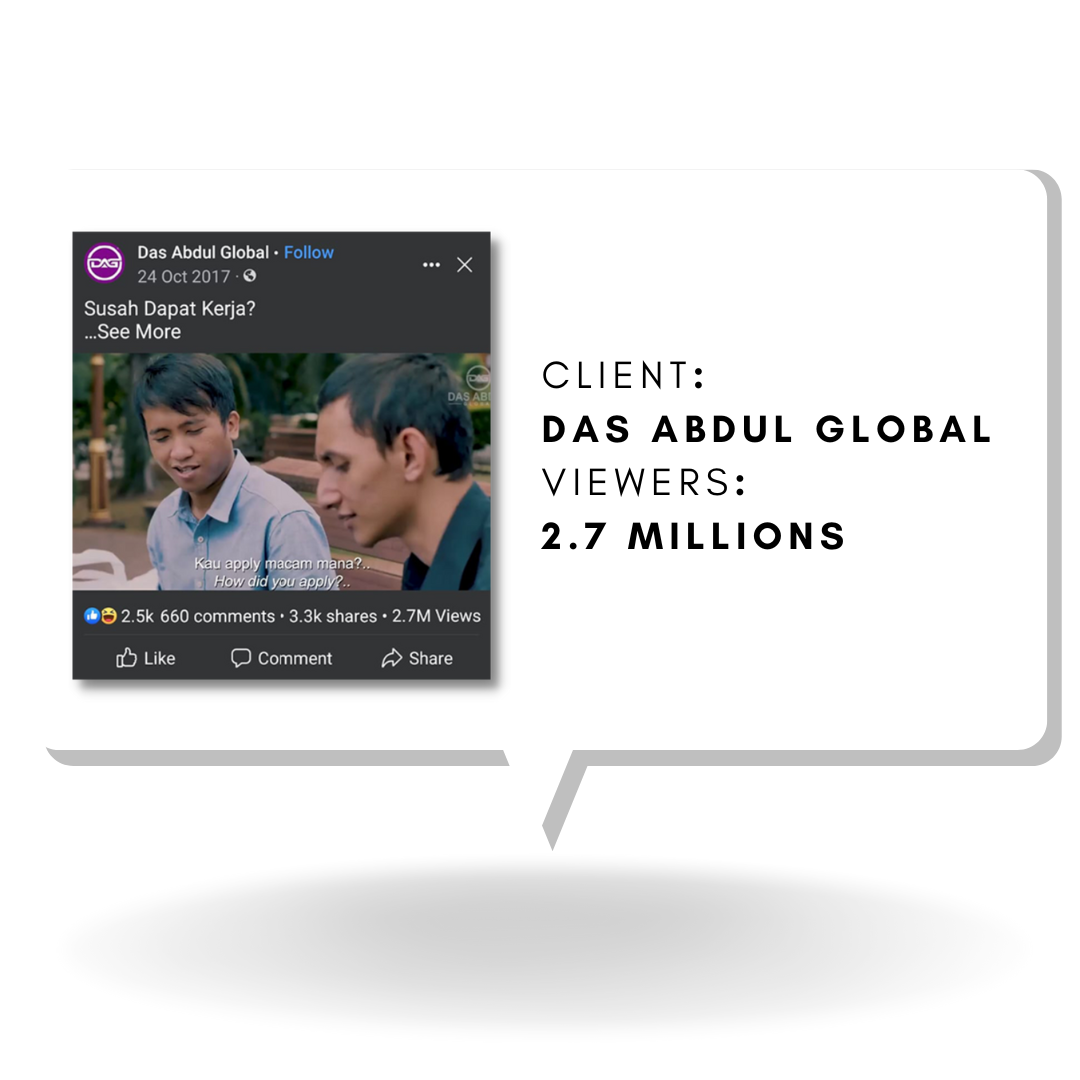 Das Abdul Global • Follow
DAG
24 Oct 2017 ·
Susah Dapat Kerja?
...See More
DAG
DAS AB
Kau apply macam mana?..
How did you apply?..
2.5k 660 comments • 3.3k shares • 2.7M Views
Like Comment Share
CLIENT:
DAS ABDUL GLOBAL
VIEWERS:
2.7 MILLIONS